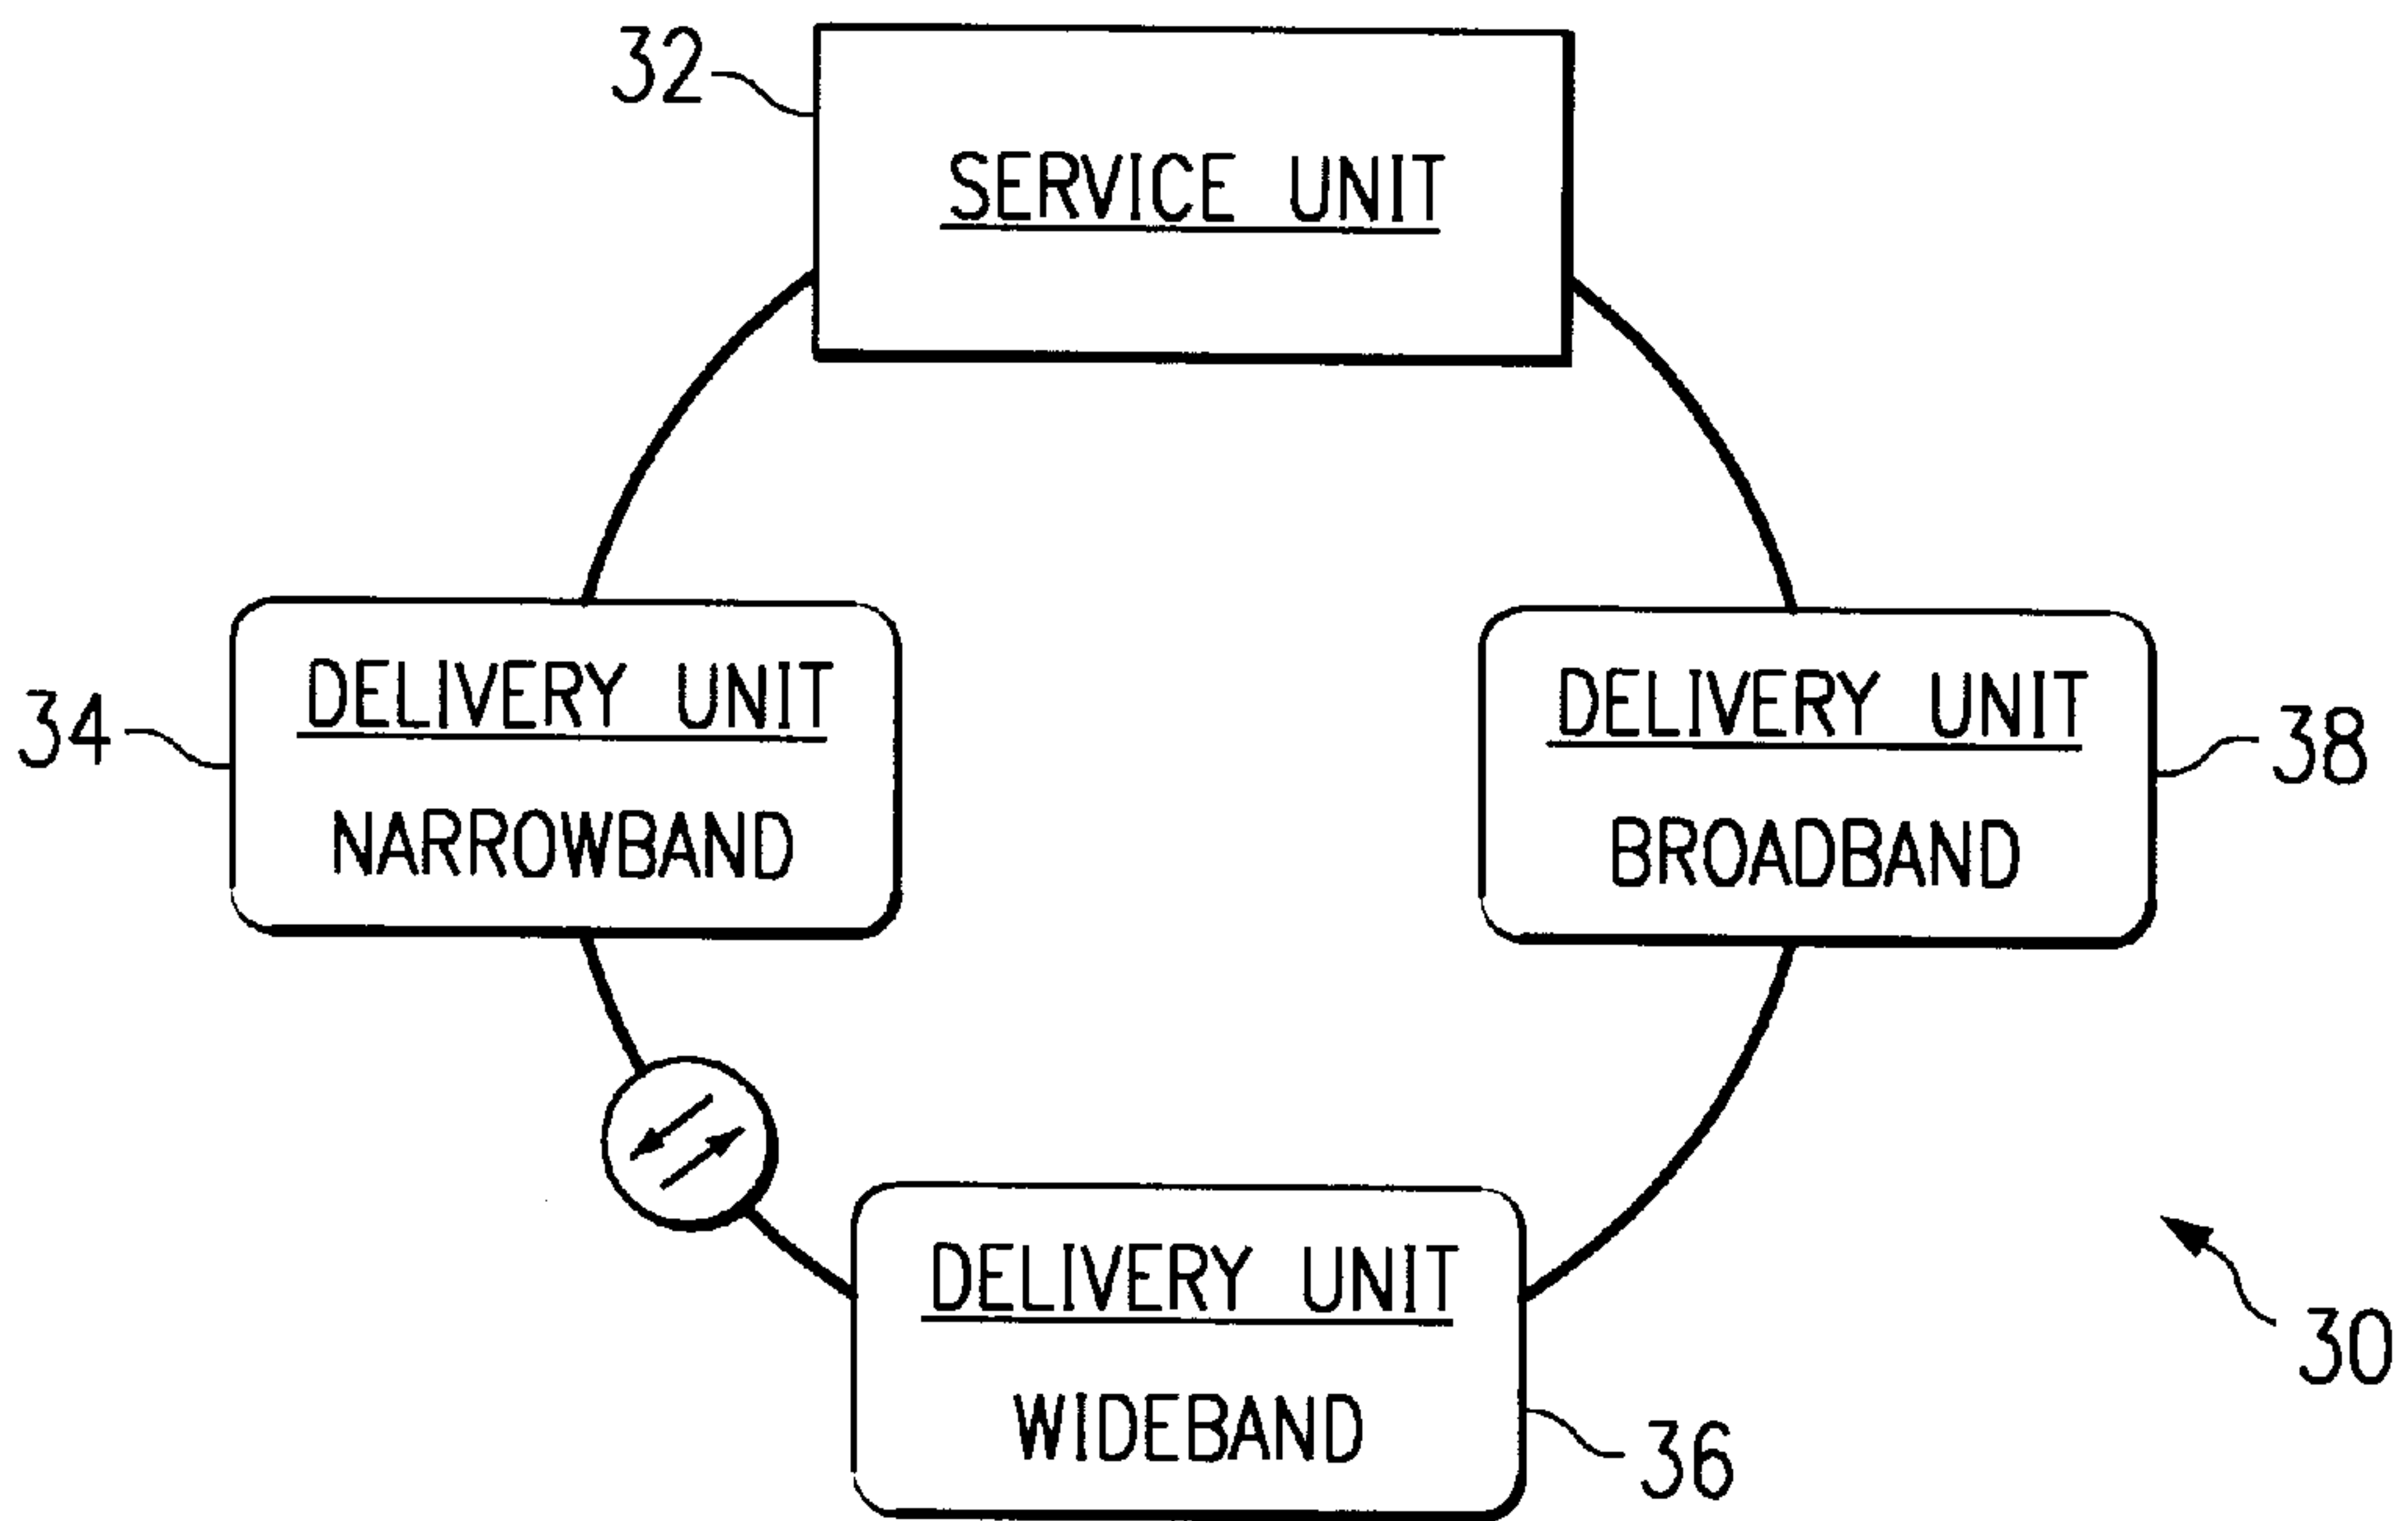 32
SERVICE UNIT
34
DELIVERY UNIT
NARROWBAND
DELIVERY UNIT
BROADBAND
38
DELIVERY UNIT
WIDEBAND
36
30